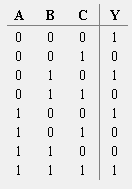 A B C Y
0 0 0 1
0 0 1 0
0 1 0 1
0 1 1 0
1 0 0 1
1 0 1 0
1 1 0 0
1 1 1 1